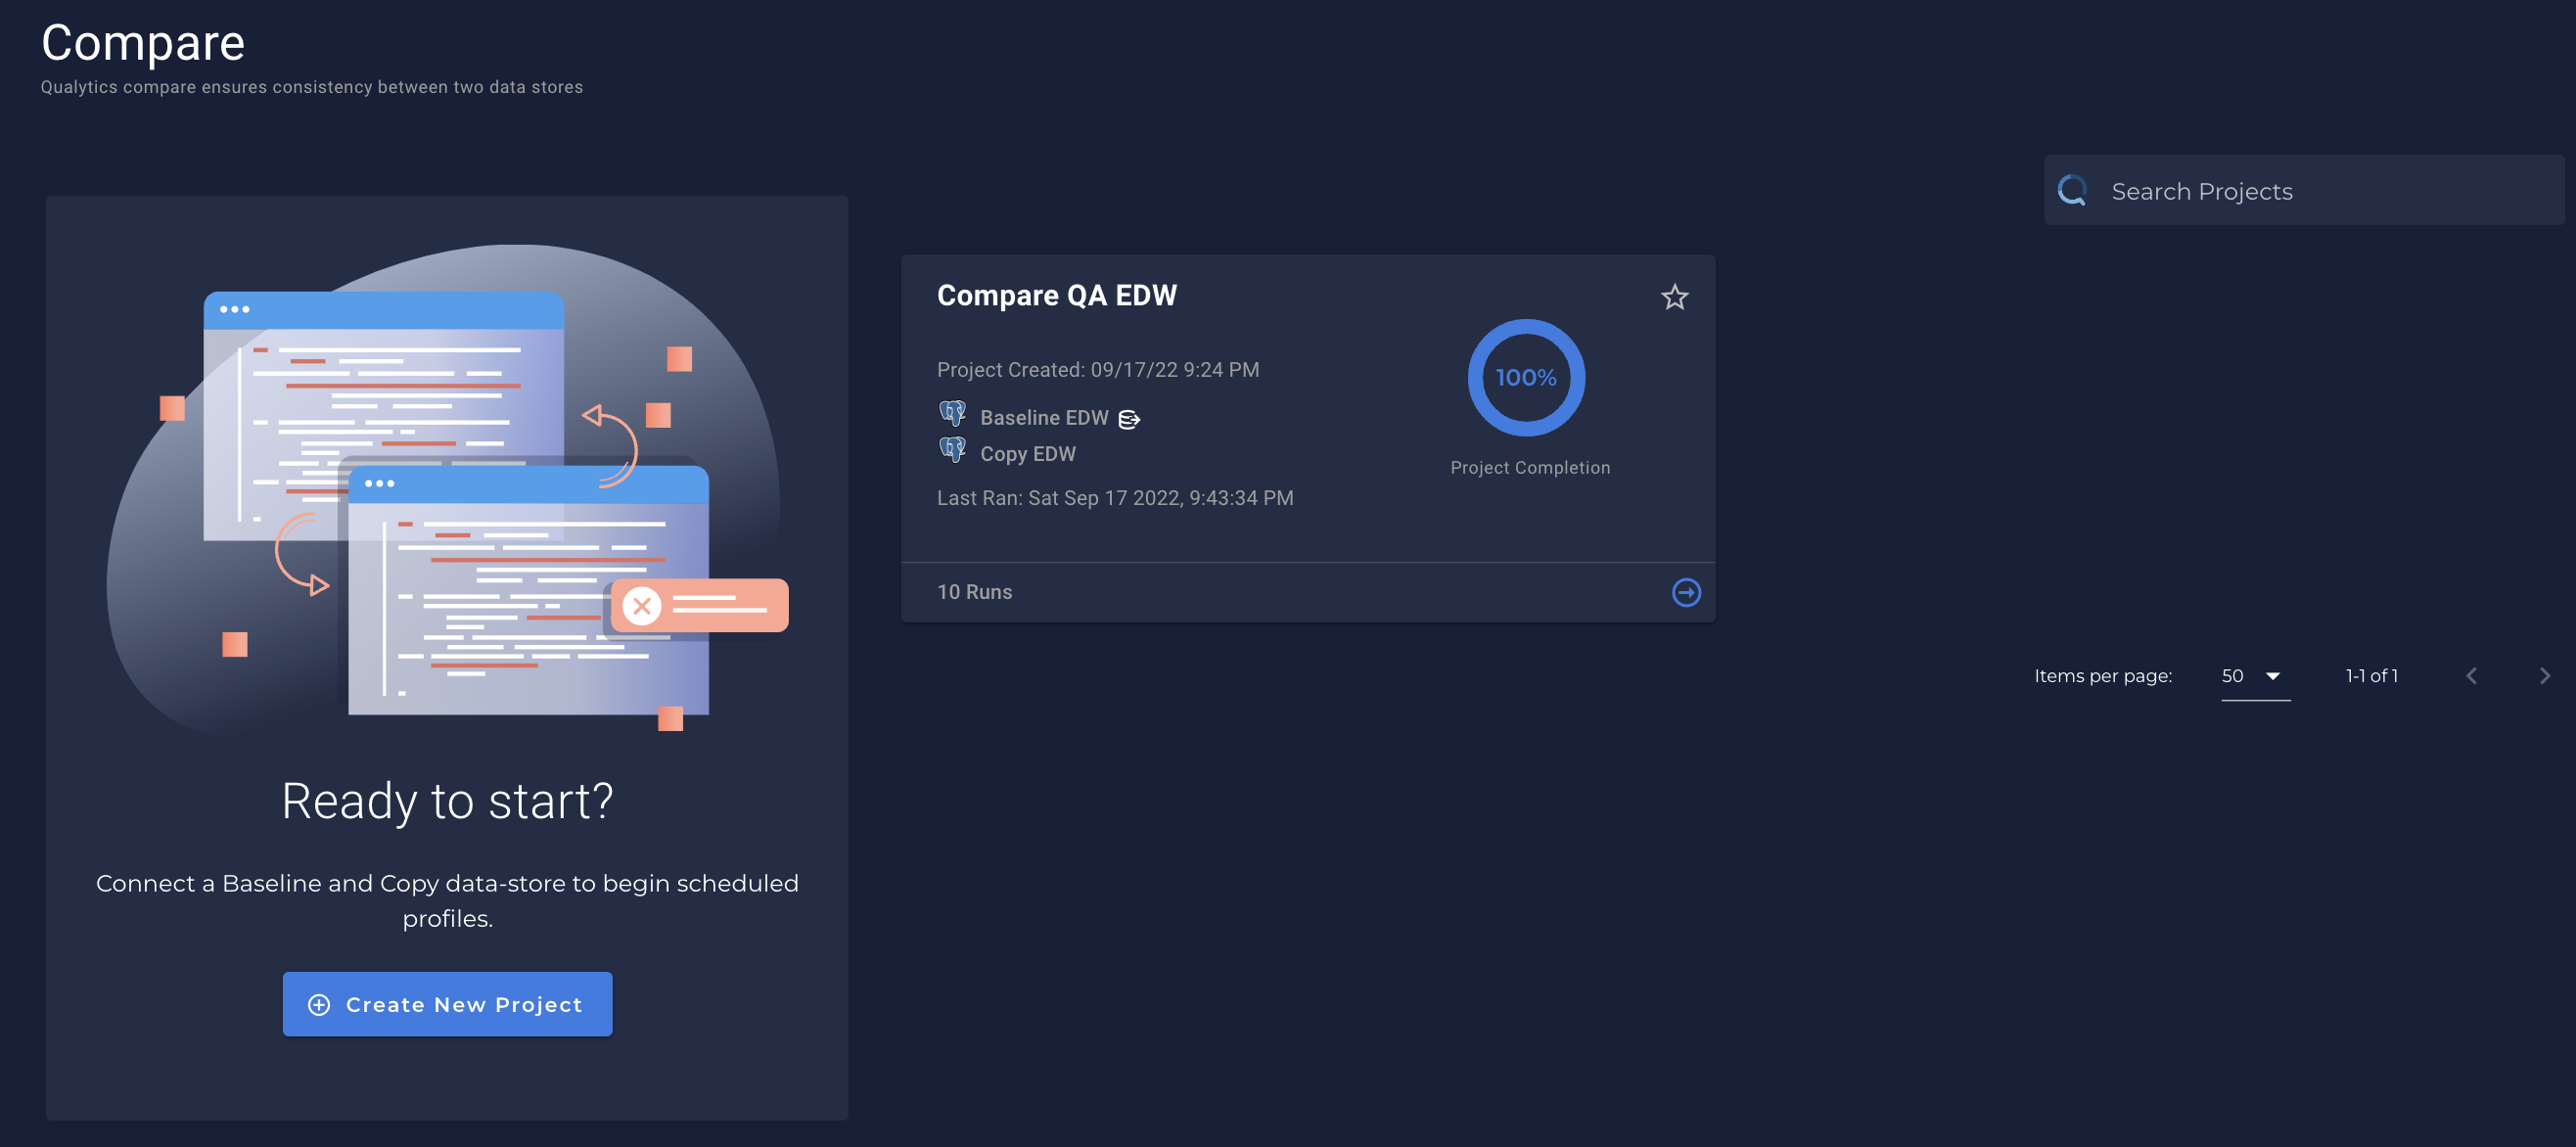 Compare
Qualytics compare ensures consistency between two data stores
Search Projects
Compare QA EDW
Project Created: 09/17/22 9:24 PM
Baseline EDW
Copy EDW
Last Ran: Sat Sep 17 2022, 9:43:34 PM
100%
Project Completion
10 Runs
Items per page:
50
1-1 of 1
Ready to start?
Connect a Baseline and Copy data-store to begin scheduled
profiles.
Create New Project